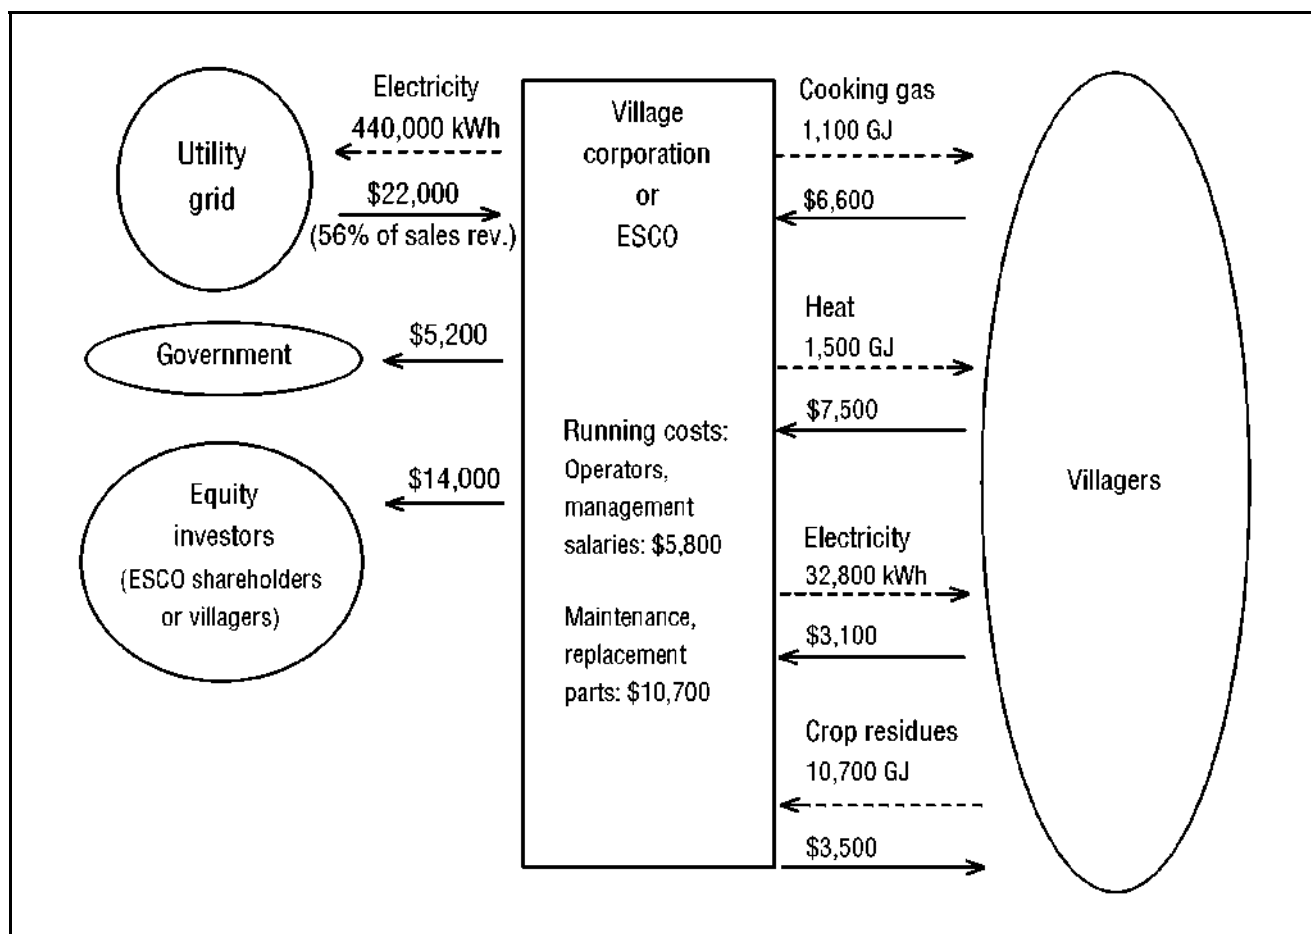 Utility
grid
Electricity
440,000 kWh
$22,000
(56% of sales rev.)
Government
$5,200
Equity
investors
(ESCO shareholders
or villagers)
$14,000
Village
corporation
or
ESCO
Running costs:
Operators,
management
salaries: $5,800
Maintenance,
replacement
parts: $10,700
Cooking gas
1,100 GJ
$6,600
Heat
1,500 GJ
$7,500
Electricity
32,800 kWh
$3,100
Crop residues
10,700 GJ
$3,500
Villagers